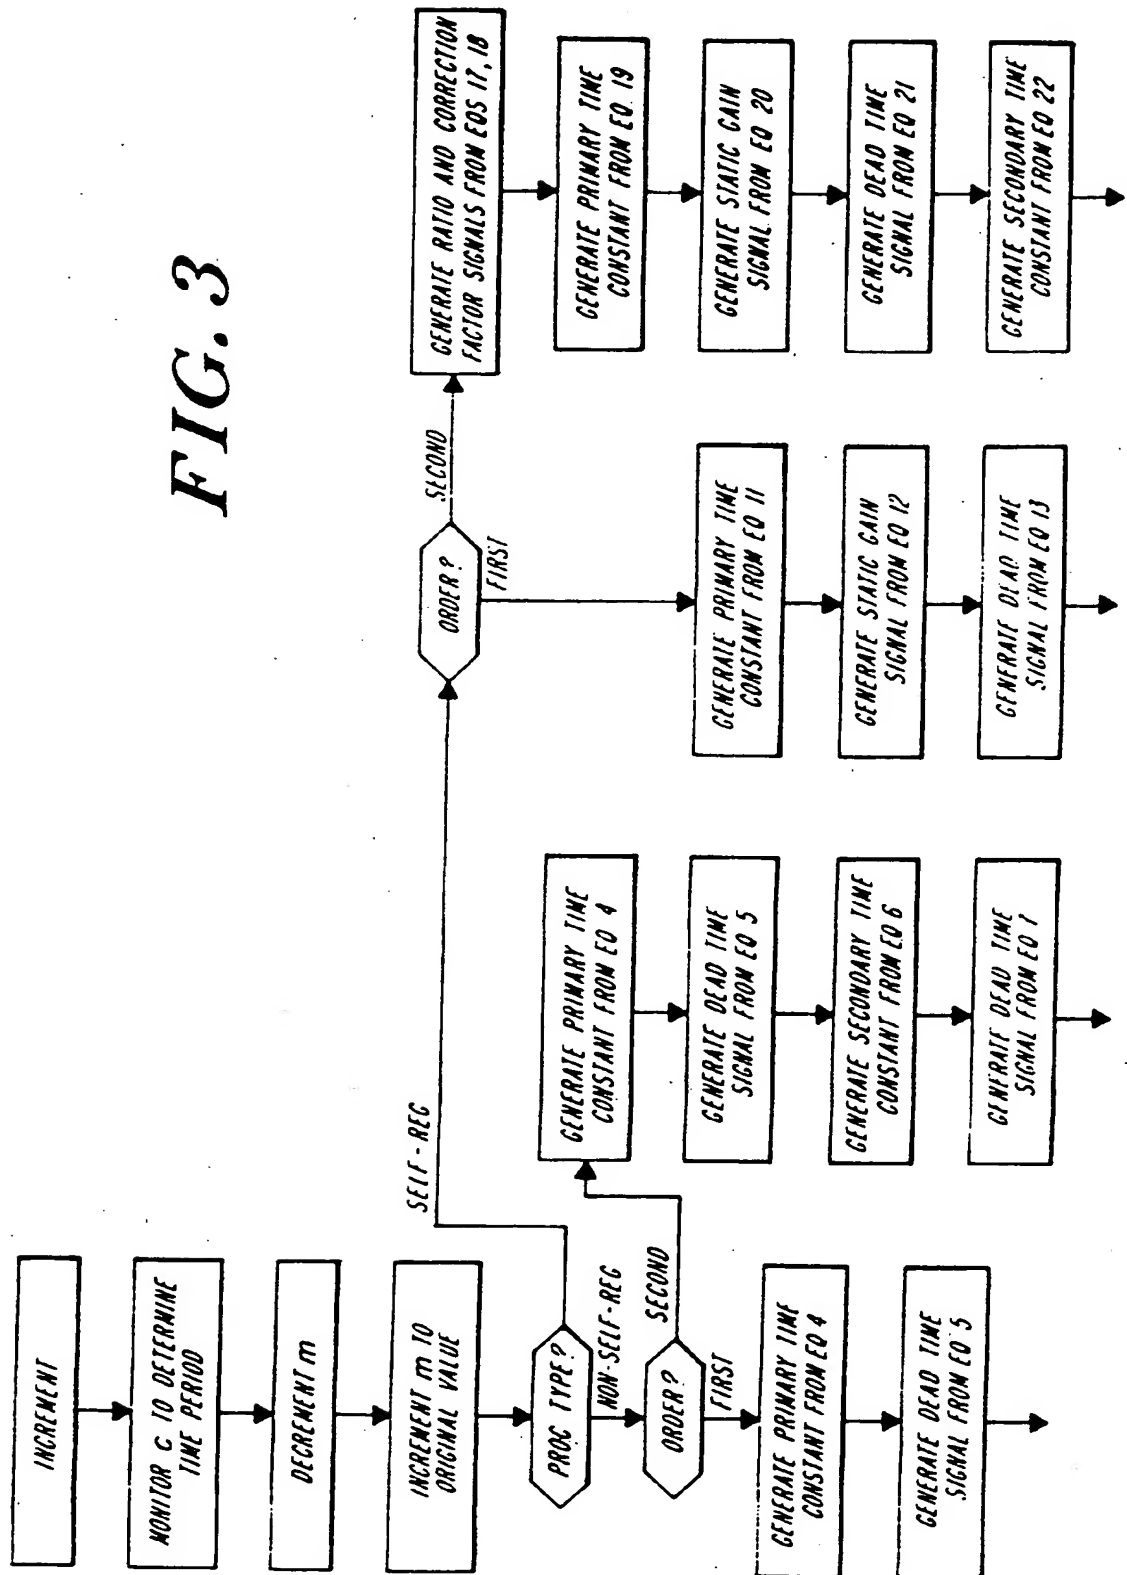 FIG. 3
INCREMENT
MONITOR C TO DETERMINE
TIME PERIOD
DECREMENT m
INCREMENT m TO
ORIGINAL VALUE
PROC TYPE?
SELF-REG
NON-SELF-REG
ORDER?
SECOND
FIRST
GENERATE PRIMARY TIME
CONSTANT FROM EQ 4
GENERATE DEAD TIME
SIGNAL FROM EQ 5
GENERATE PRIMARY TIME
CONSTANT FROM EQ 4
GENERATE DEAD TIME
SIGNAL FROM EQ 5
GENERATE SECONDARY TIME
CONSTANT FROM EQ 6
GENERATE DEAD TIME
SIGNAL FROM EQ 7
ORDER?
SECOND
FIRST
GENERATE PRIMARY TIME
CONSTANT FROM EQ 11
GENERATE STATIC GAIN
SIGNAL FROM EQ 12
GENERATE DEAD TIME
SIGNAL FROM EQ 13
GENERATE RATIO AND CORRECTION
FACTOR SIGNALS FROM EQS 17, 18
GENERATE PRIMARY TIME
CONSTANT FROM EQ 19
GENERATE STATIC GAIN
SIGNAL FROM EQ 20
GENERATE DEAD TIME
SIGNAL FROM EQ 21
GENERATE SECONDARY TIME
CONSTANT FROM EQ 22